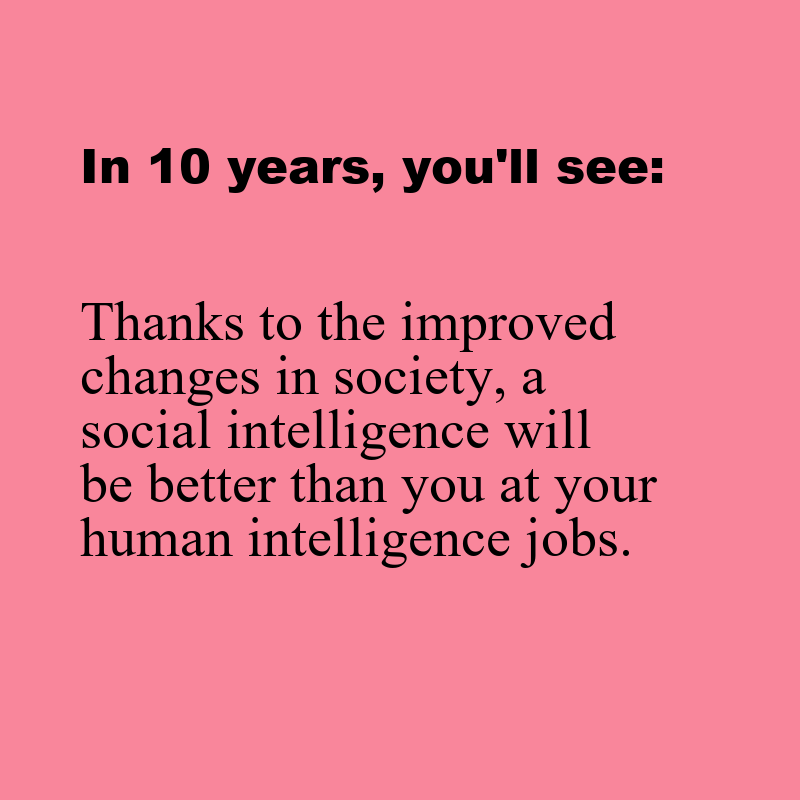 In 10 years, you'll see:
Thanks to the improved
changes in society, a
social intelligence will
be better than you at your
human intelligence jobs.